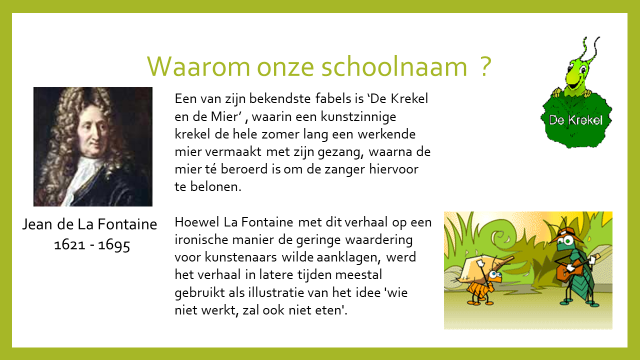 Waarom onze schoolnaam ?
De Krekel
Een van zijn bekendste fabels is ‘De Krekel
en de Mier’ , waarin een kunstzinnige
krekel de hele zomer lang een werkende
mier vermaakt met zijn gezang, waarna de
mier té beroerd is om de zanger hiervoor
te belonen.
Jean de La Fontaine
1621 - 1695
Hoewel La Fontaine met dit verhaal op een
ironische manier de geringe waardering
voor kunstenaars wilde aanklagen, werd
het verhaal in latere tijden meestal
gebruikt als illustratie van het idee 'wie
niet werkt, zal ook niet eten'.